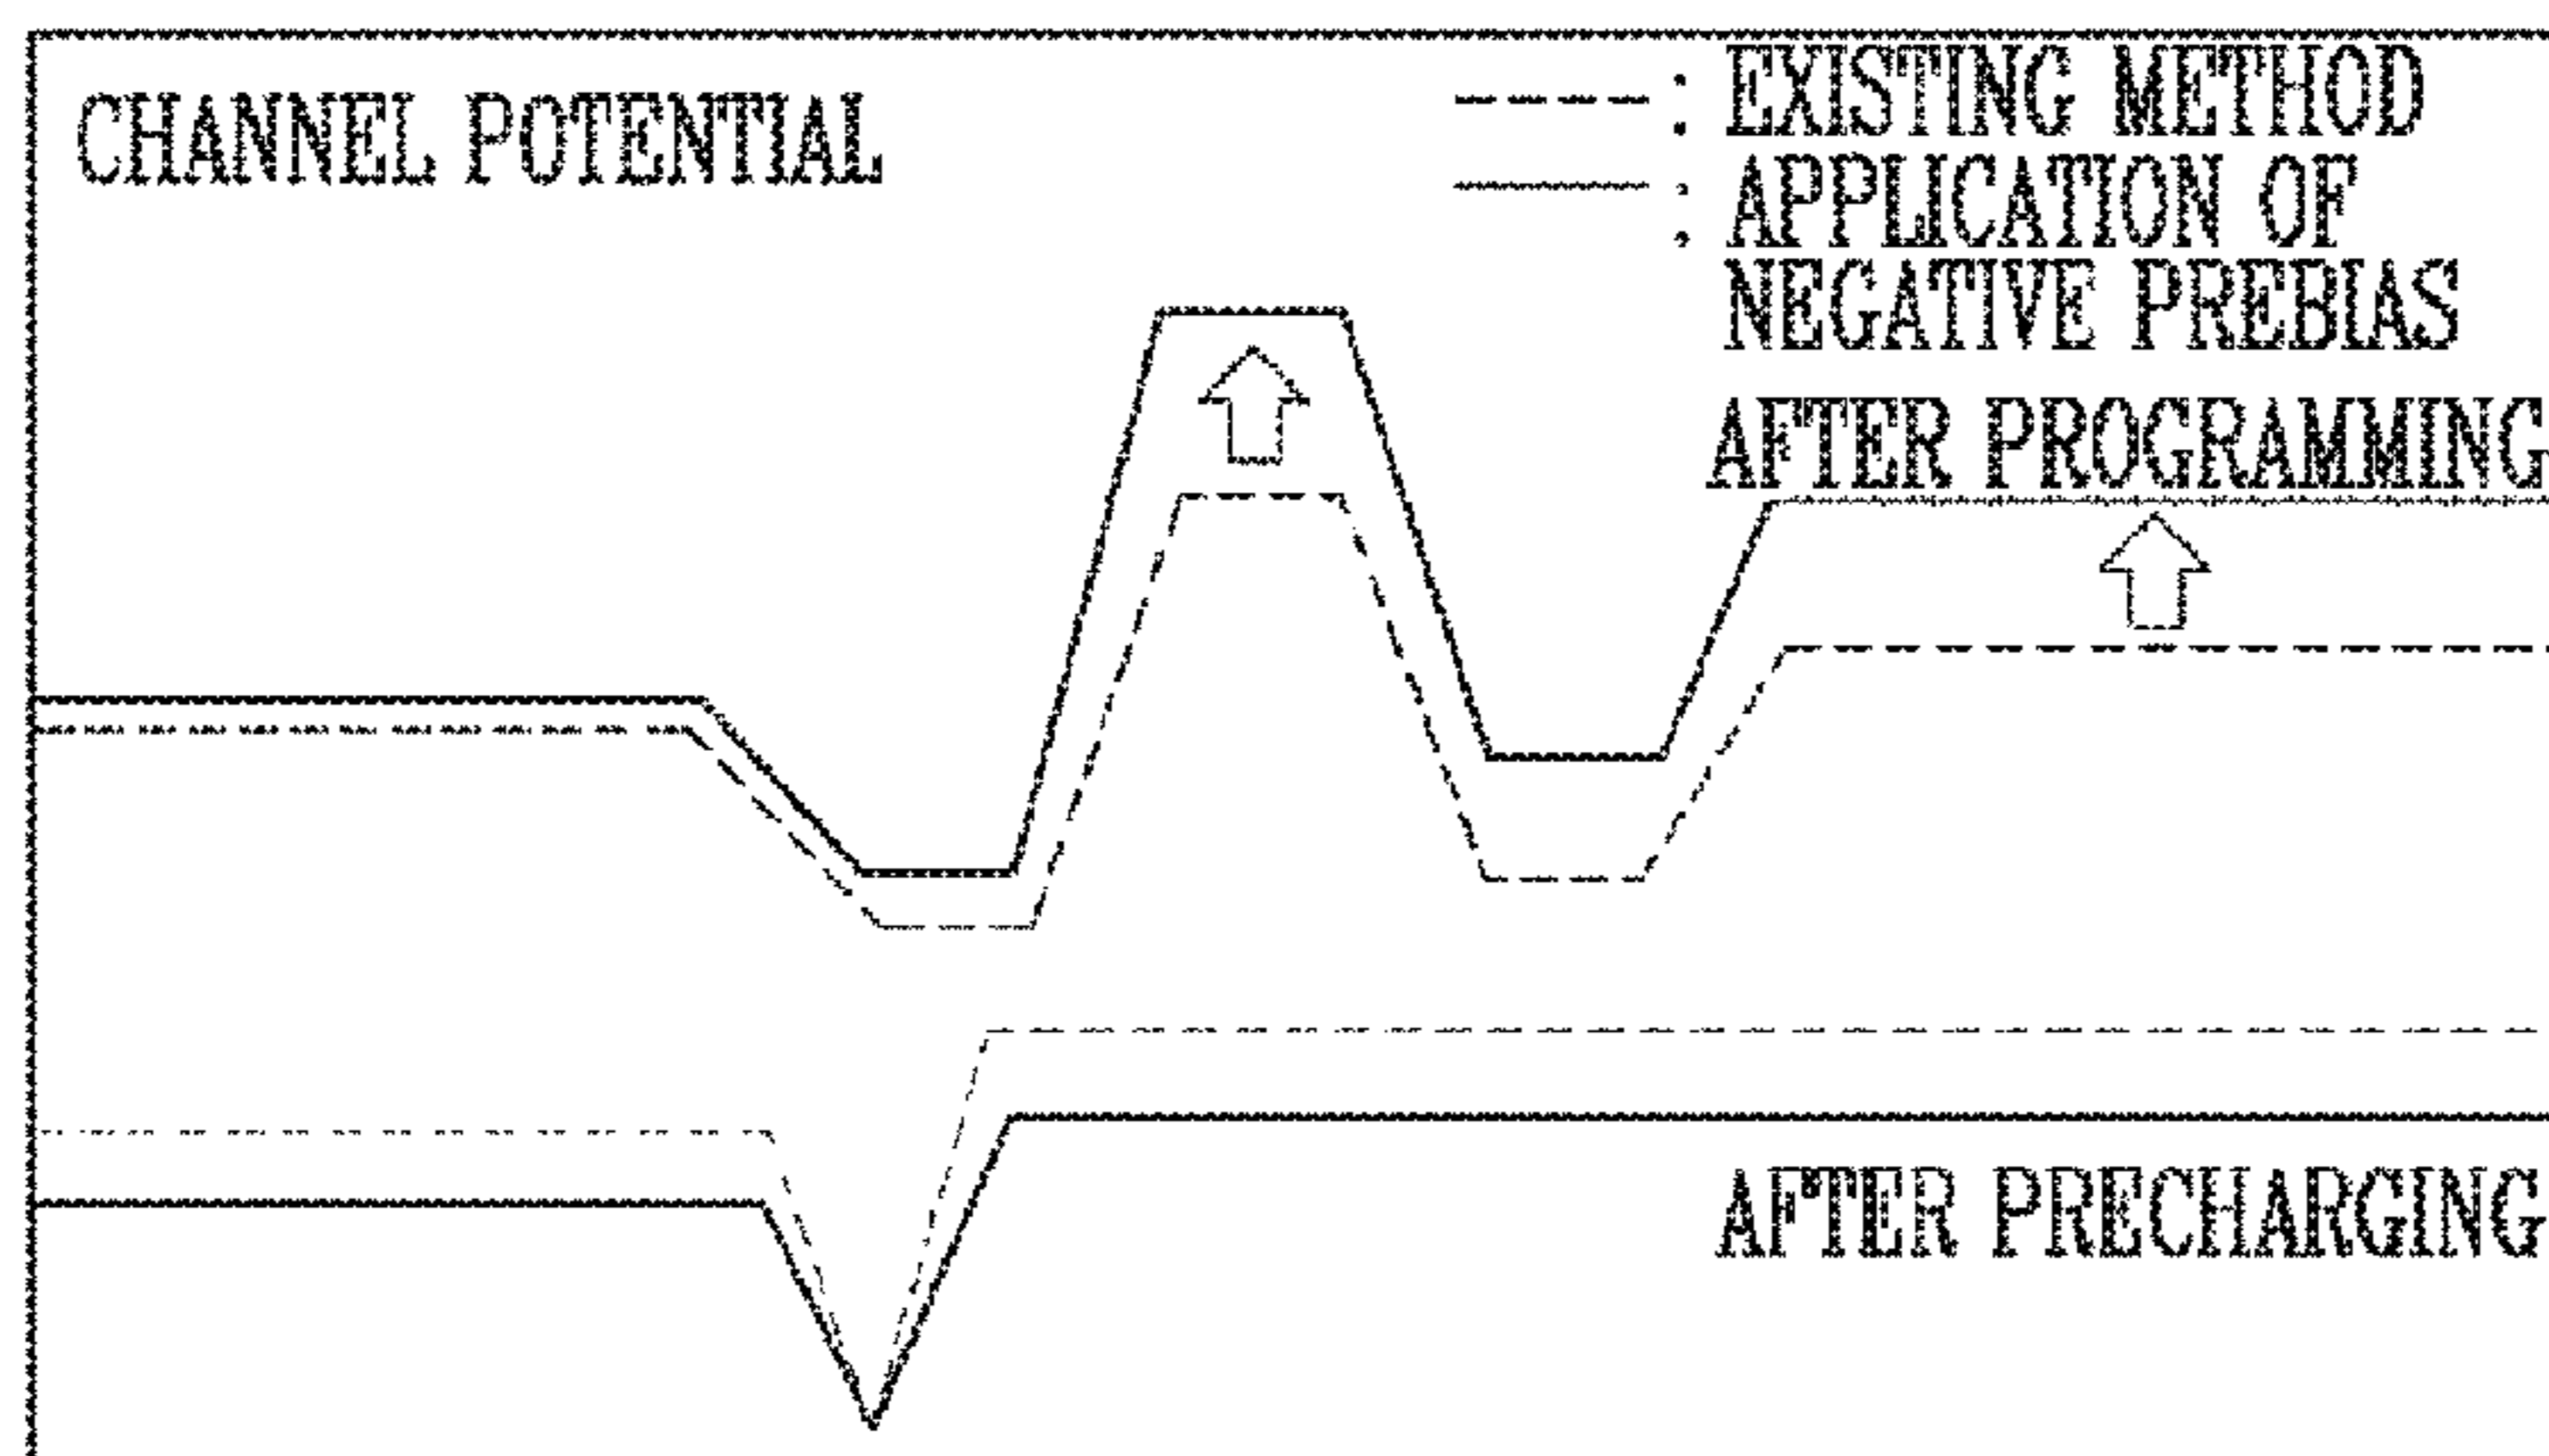 CHANNEL POTENTIAL
: EXISTING METHOD
: APPLICATION OF
NEGATIVE PREBIAS
AFTER PROGRAMMING
AFTER PRECHARGING